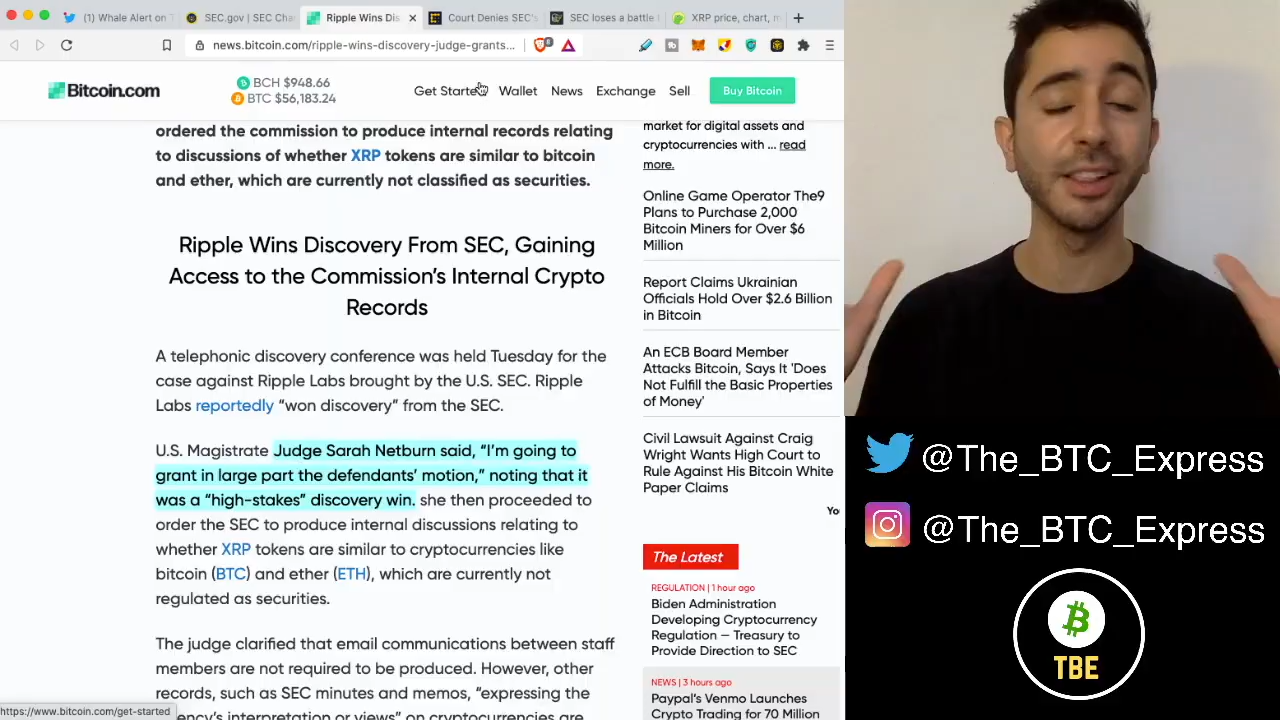 (1) Whale Alert on T
SEC.gov | SEC Cha
Ripple Wins Dis
Court Denies SEC's
SEC loses a battle
XRP price, chart, m
news.bitcoin.com/ripple-wins-discovery-judge-grants...
Bitcoin.com
BCH $948.66
BTC $56,183.24
Get Starte
Wallet
News
Exchange
Sell
Buy Bitcoin
ordered the commission to produce internal records relating
to discussions of whether XRP tokens are similar to bitcoin
and ether, which are currently not classified as securities.
Ripple Wins Discovery From SEC, Gaining
Access to the Commission's Internal Crypto
Records
A telephonic discovery conference was held Tuesday for the
case against Ripple Labs brought by the U.S. SEC. Ripple
Labs reportedly “won discovery” from the SEC.
U.S. Magistrate Judge Sarah Netburn said, “I'm going to
grant in large part the defendants' motion,” noting that it
was a “high-stakes” discovery win. she then proceeded to
order the SEC to produce internal discussions relating to
whether XRP tokens are similar to cryptocurrencies like
bitcoin (BTC) and ether (ETH), which are currently not
regulated as securities.
The judge clarified that email communications between staff
members are not required to be produced. However, other
records, such as SEC minutes and memos, “expressing the
interpretation or views” on cryptocurrencies are
https://www.bitcoin.com/get-started
market for digital assets and
cryptocurrencies with ... read
more.
Online Game Operator The9
Plans to Purchase 2,000
Bitcoin Miners for Over $6
Million
Report Claims Ukrainian
Officials Hold Over $2.6 Billion
in Bitcoin
An ECB Board Member
Attacks Bitcoin, Says It 'Does
Not Fulfill the Basic Properties
of Money'
Civil Lawsuit Against Craig
Wright Wants High Court to
Rule Against His Bitcoin White
Paper Claims
Yo
The Latest
REGULATION | 1 hour ago
Biden Administration
Developing Cryptocurrency
Regulation — Treasury to
Provide Direction to SEC
NEWS | 3 hours ago
Paypal's Venmo Launches
Crypto Trading for 70 Million
@The_BTC_Express
@The_BTC_Express
TBE